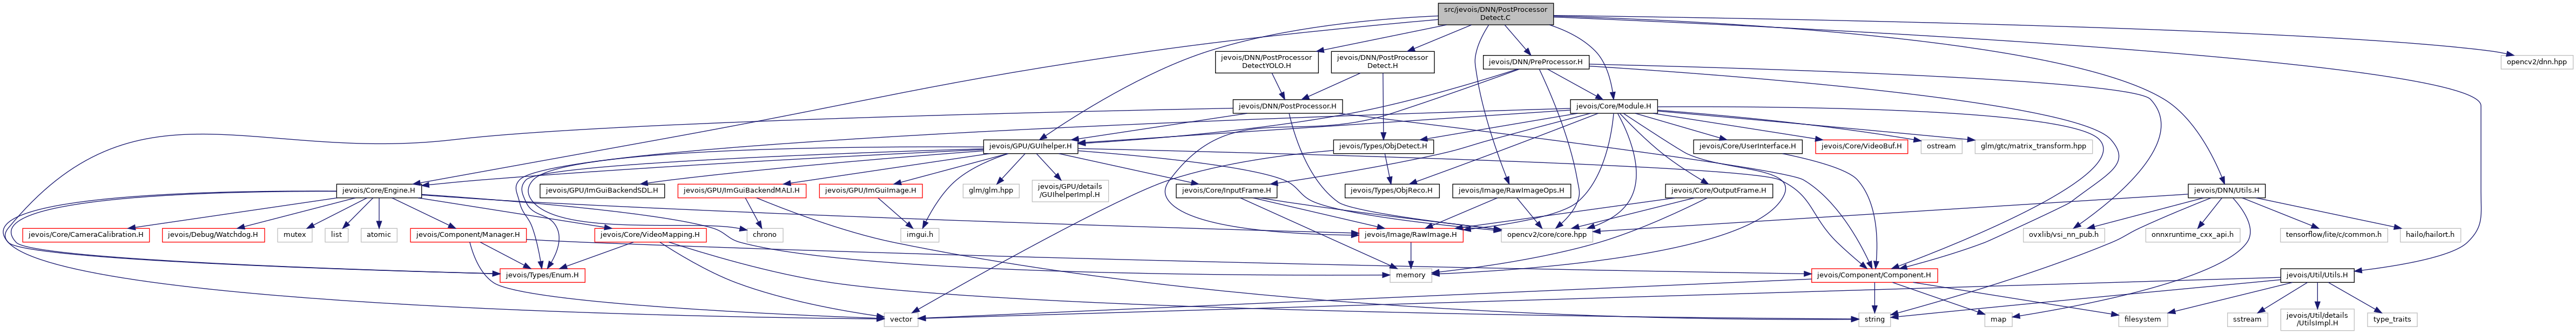 src/jevois/DNN/PostProcessor
Detect.C
jevois/DNN/PostProcessor
DetectYOLO.H
jevois/DNN/PostProcessor
Detect.H
jevois/DNN/PreProcessor.H
opencv2/dnn.hpp
jevois/DNN/PostProcessor.H
jevois/Core/Module.H
jevois/GPU/GUIhelper.H
jevois/Types/ObjDetect.H
jevois/Core/UserInterface.H
jevois/Core/VideoBuf.H
ostream
glm/gtc/matrix_transform.hpp
jevois/Core/Engine.H
jevois/GPU/ImGuiBackendSDL.H
jevois/GPU/ImGuiBackendMALI.H
jevois/GPU/ImGuiImage.H
glm/glm.hpp
jevois/GPU/details
/GUIhelperImpl.H
jevois/Core/InputFrame.H
jevois/Types/ObjReco.H
jevois/Image/RawImageOps.H
jevois/Core/OutputFrame.H
jevois/DNN/Utils.H
jevois/Core/CameraCalibration.H
jevois/Debug/Watchdog.H
mutex
list
atomic
jevois/Component/Manager.H
jevois/Core/VideoMapping.H
chrono
imgui.h
jevois/Image/RawImage.H
opencv2/core/core.hpp
ovxlib/vsi_nn_pub.h
onnxruntime_cxx_api.h
tensorflow/lite/c/common.h
hailo/hailort.h
jevois/Types/Enum.H
memory
jevois/Component/Component.H
jevois/Util/Utils.H
vector
string
map
filesystem
sstream
jevois/Util/details
/UtilsImpl.H
type_traits